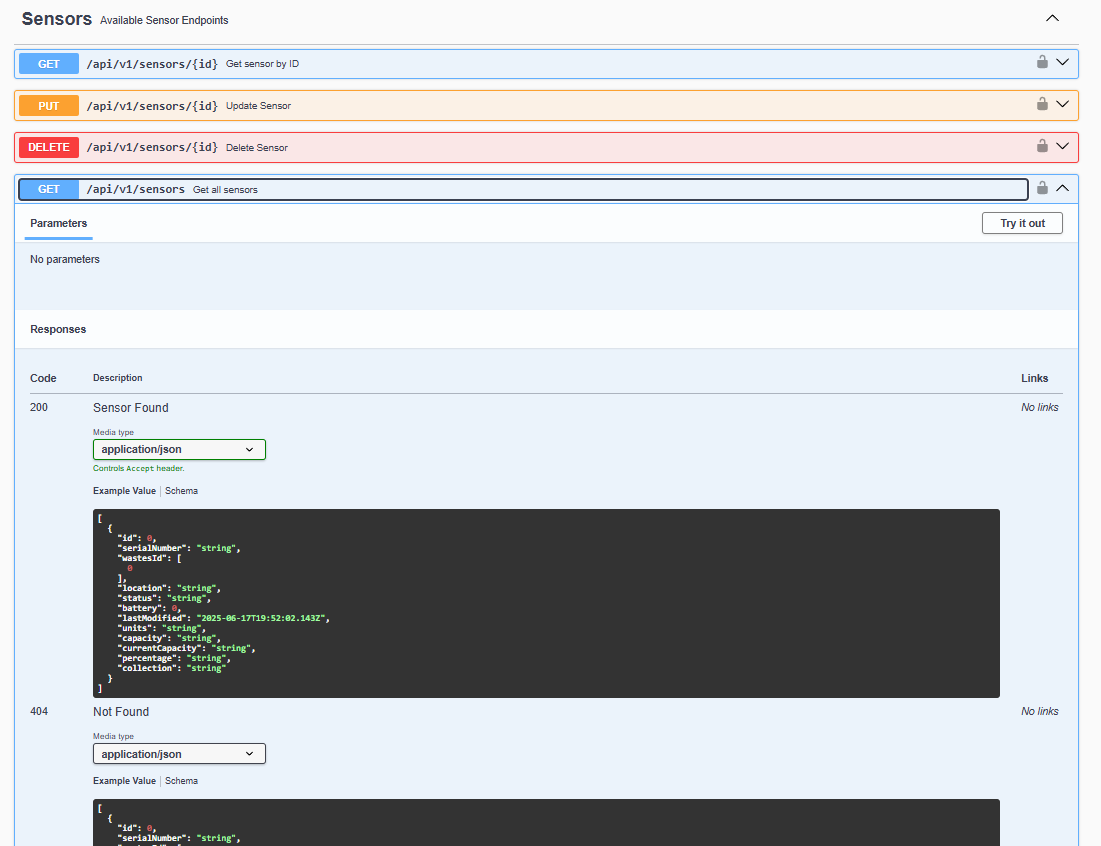 Sensors Available Sensor Endpoints
GET /api/v1/sensors/{id} Get sensor by ID
PUT /api/v1/sensors/{id} Update Sensor
DELETE /api/v1/sensors/{id} Delete Sensor
GET /api/v1/sensors Get all sensors
Parameters Try it out
No parameters
Responses
Code Description Links
200 Sensor Found No links
Media type
application/json
Controls Accept header.
Example Value | Schema
[
  {
    "id": 0,
    "serialNumber": "string",
    "wastesId": [
      0
    ],
    "location": "string",
    "status": "string",
    "battery": 0,
    "lastModified": "2025-06-17T19:52:02.143Z",
    "units": "string",
    "capacity": "string",
    "currentCapacity": "string",
    "percentage": "string",
    "collection": "string"
  }
]
404 Not Found No links
Media type
application/json
Example Value | Schema
[
  {
    "id": 0,
    "serialNumber": "string",